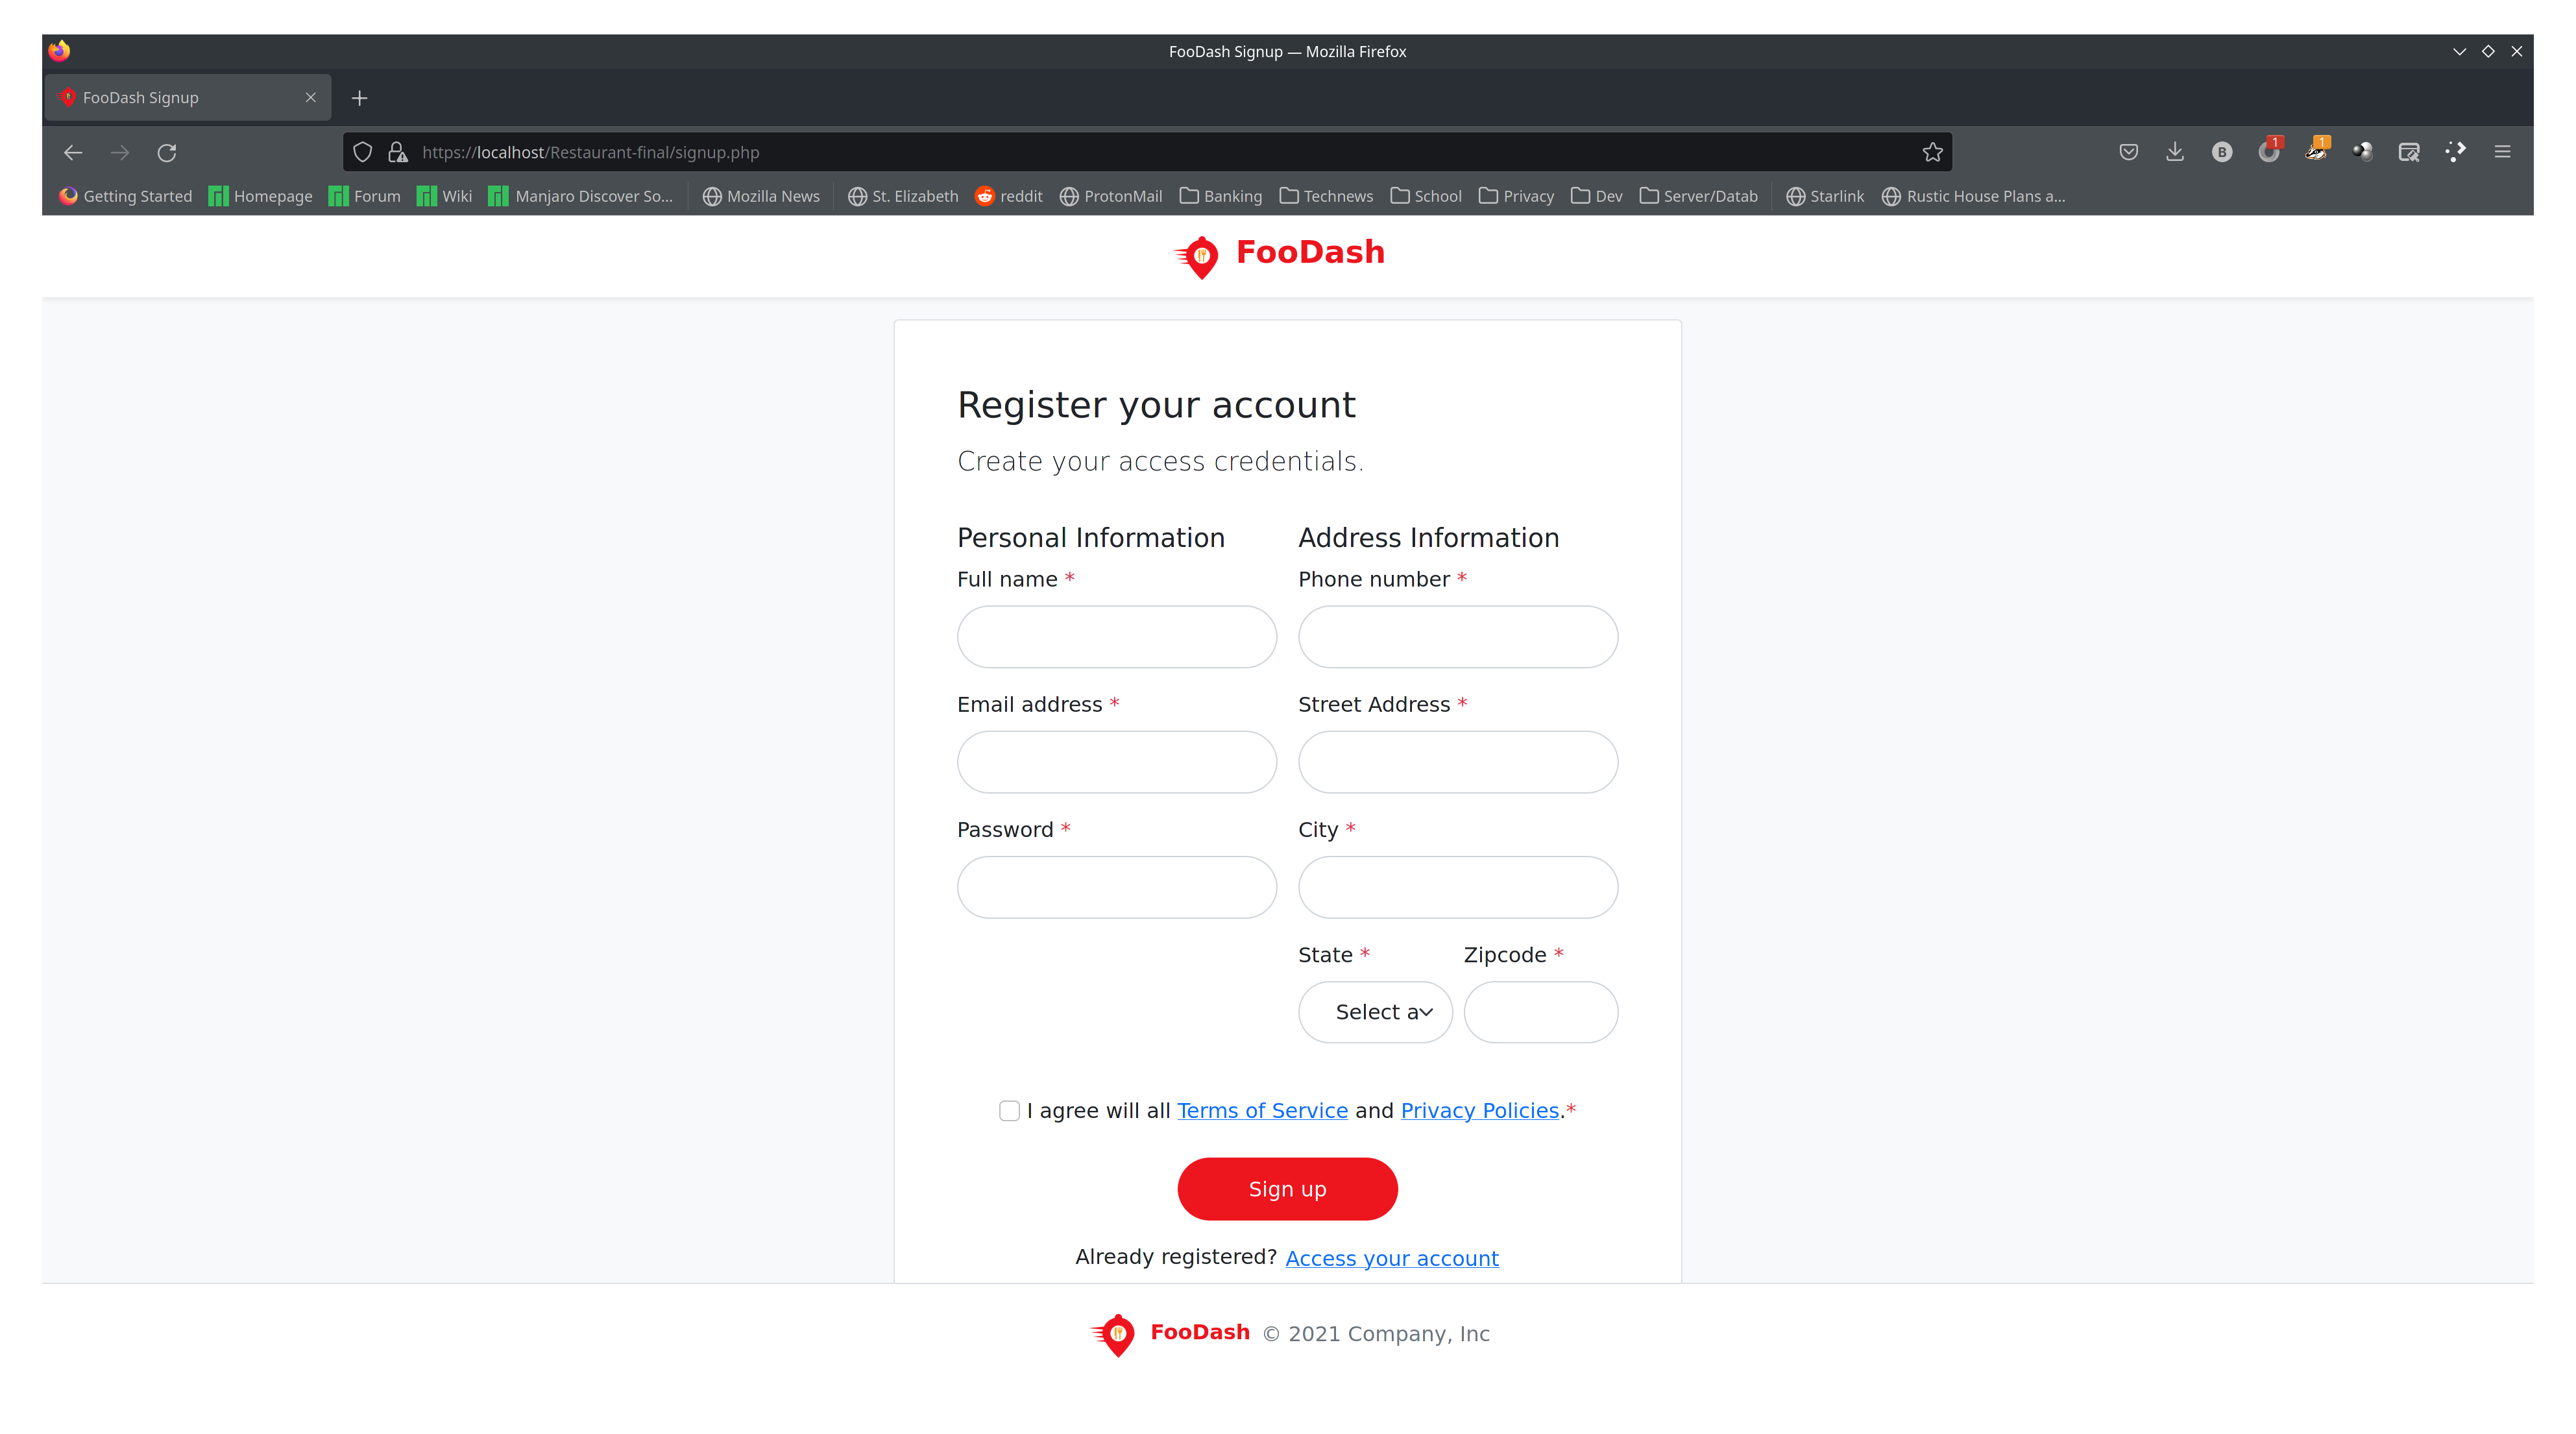 FooDash Signup — Mozilla Firefox
FooDash Signup
https://localhost/Restaurant-final/signup.php
B 1 1
Getting Started Homepage Forum Wiki Manjaro Discover So... Mozilla News St. Elizabeth reddit ProtonMail Banking Technews School Privacy Dev Server/Datab Starlink Rustic House Plans a...
FooDash
Register your account
Create your access credentials.
Personal Information Address Information
Full name * Phone number *
Email address * Street Address *
Password * City *
State * Zipcode *
Select a
I agree will all Terms of Service and Privacy Policies.*
Sign up
Already registered? Access your account
FooDash © 2021 Company, Inc